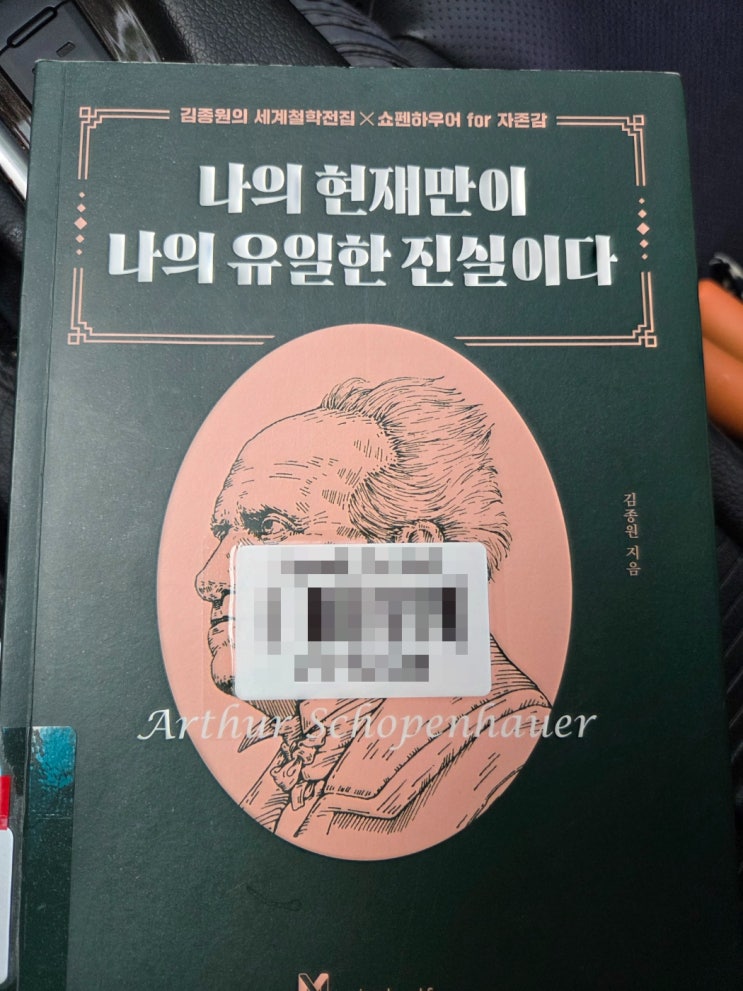 김종원의 세계철학전집×쇼펜하우어 for 자존감
나의 현재만이
나의 유일한 진실이다
김종원 지음
Arthur Schopenhauer